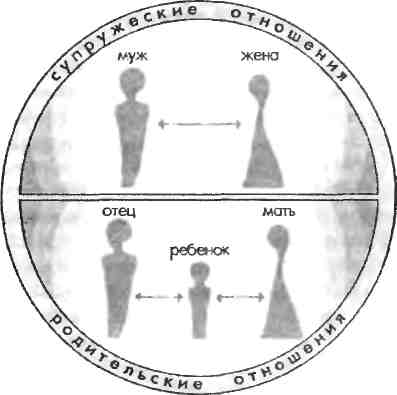 супружеские отношения
муж жена
отец мать
ребенок
родительские отношения